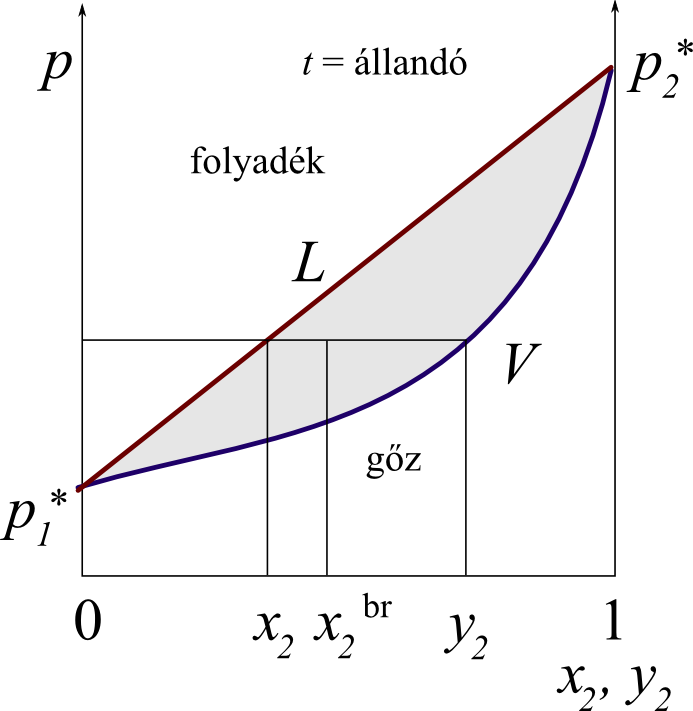 p
t = állandó
p₂*
folyadék
L
V
gőz
p₁*
0
x₂
x₂ᵇʳ
y₂
1
x₂, y₂